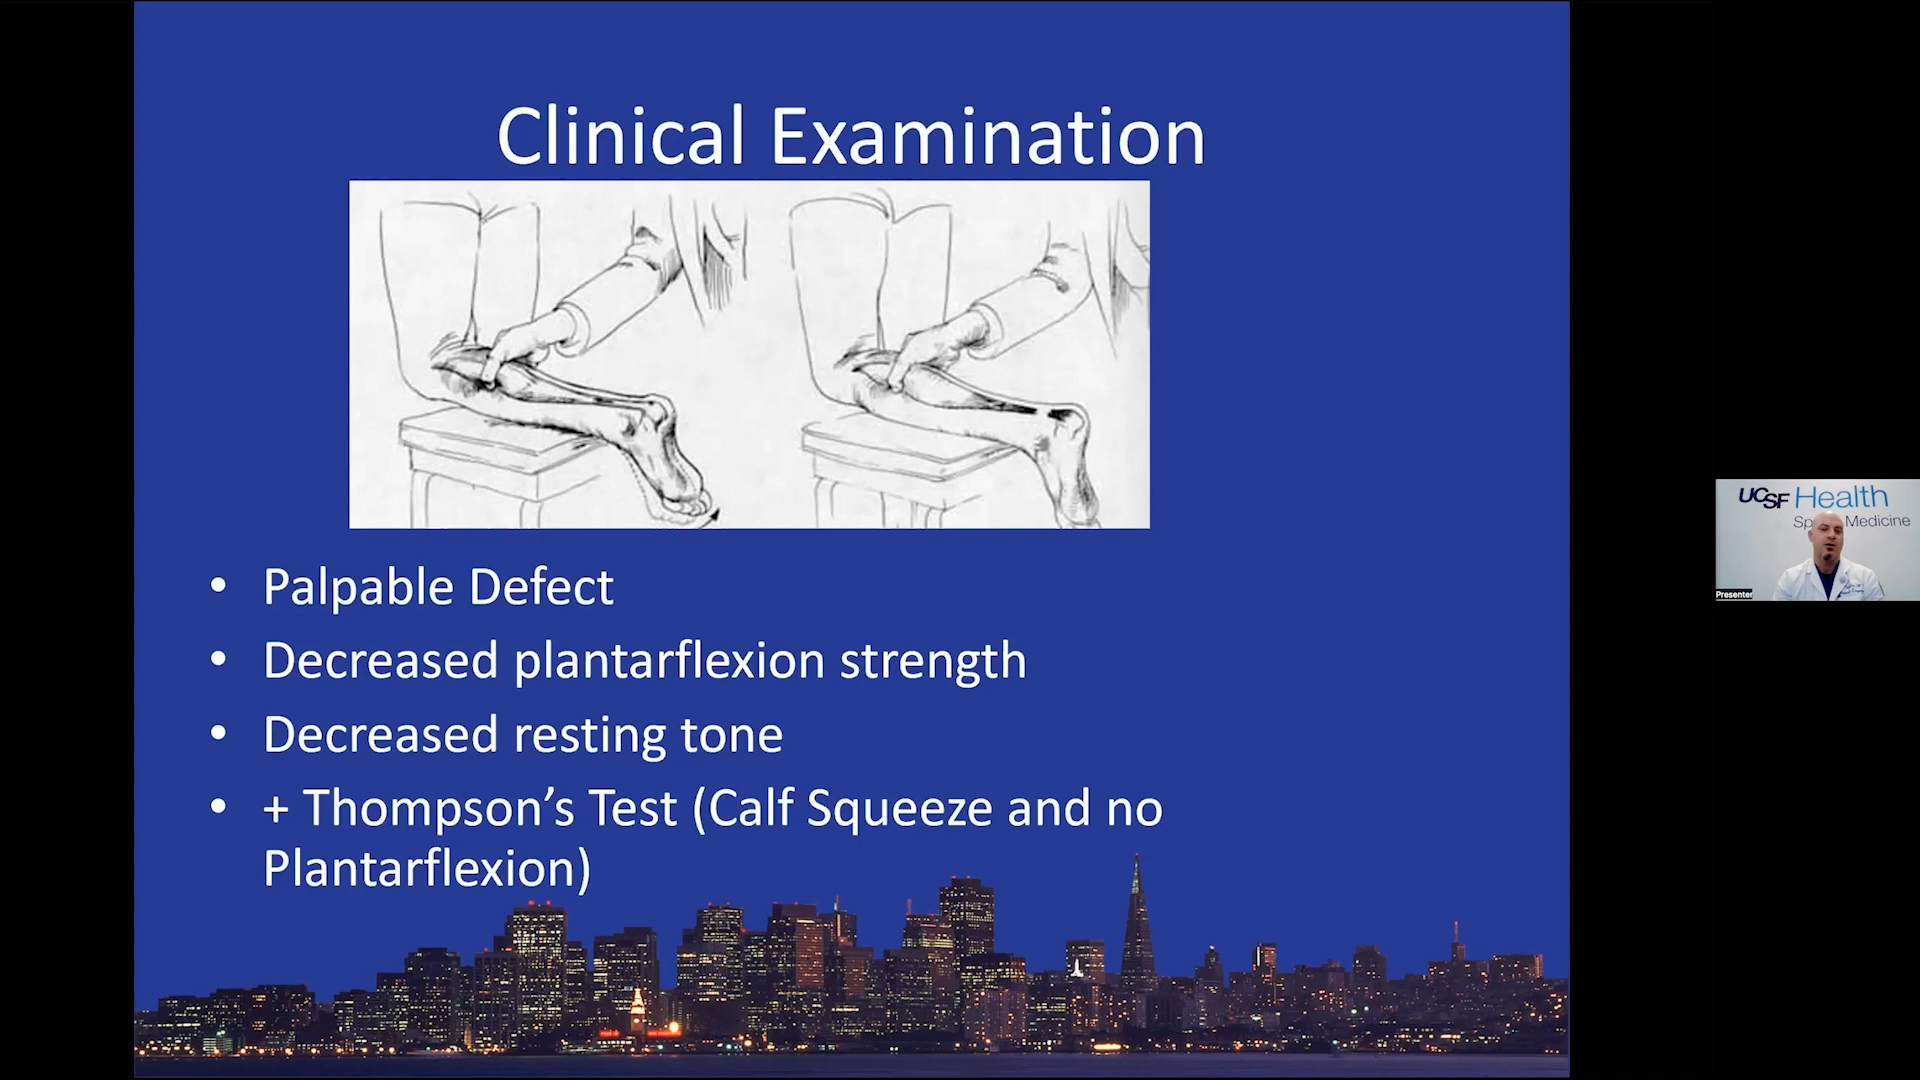 Clinical Examination
• Palpable Defect
• Decreased plantarflexion strength
• Decreased resting tone
• + Thompson’s Test (Calf Squeeze and no
Plantarflexion)
UCSF Health
Medicine
Presenter